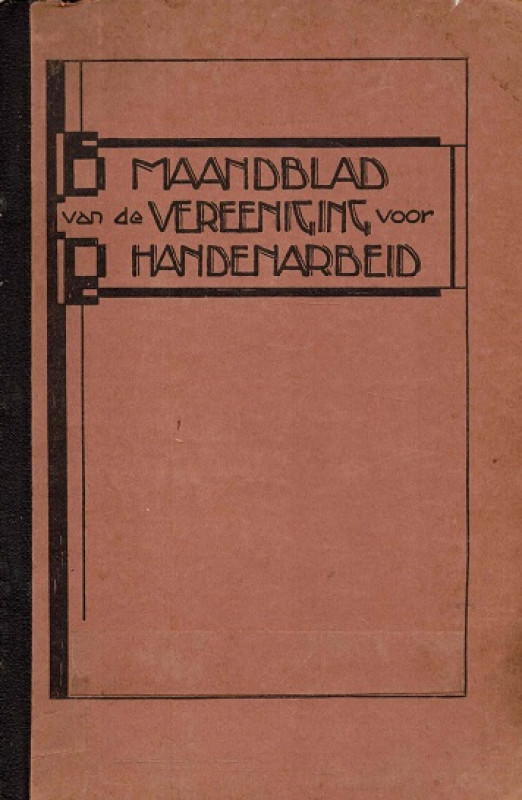 MAANDBLAD
van de VEREENIGING voor
HANDENARBEID